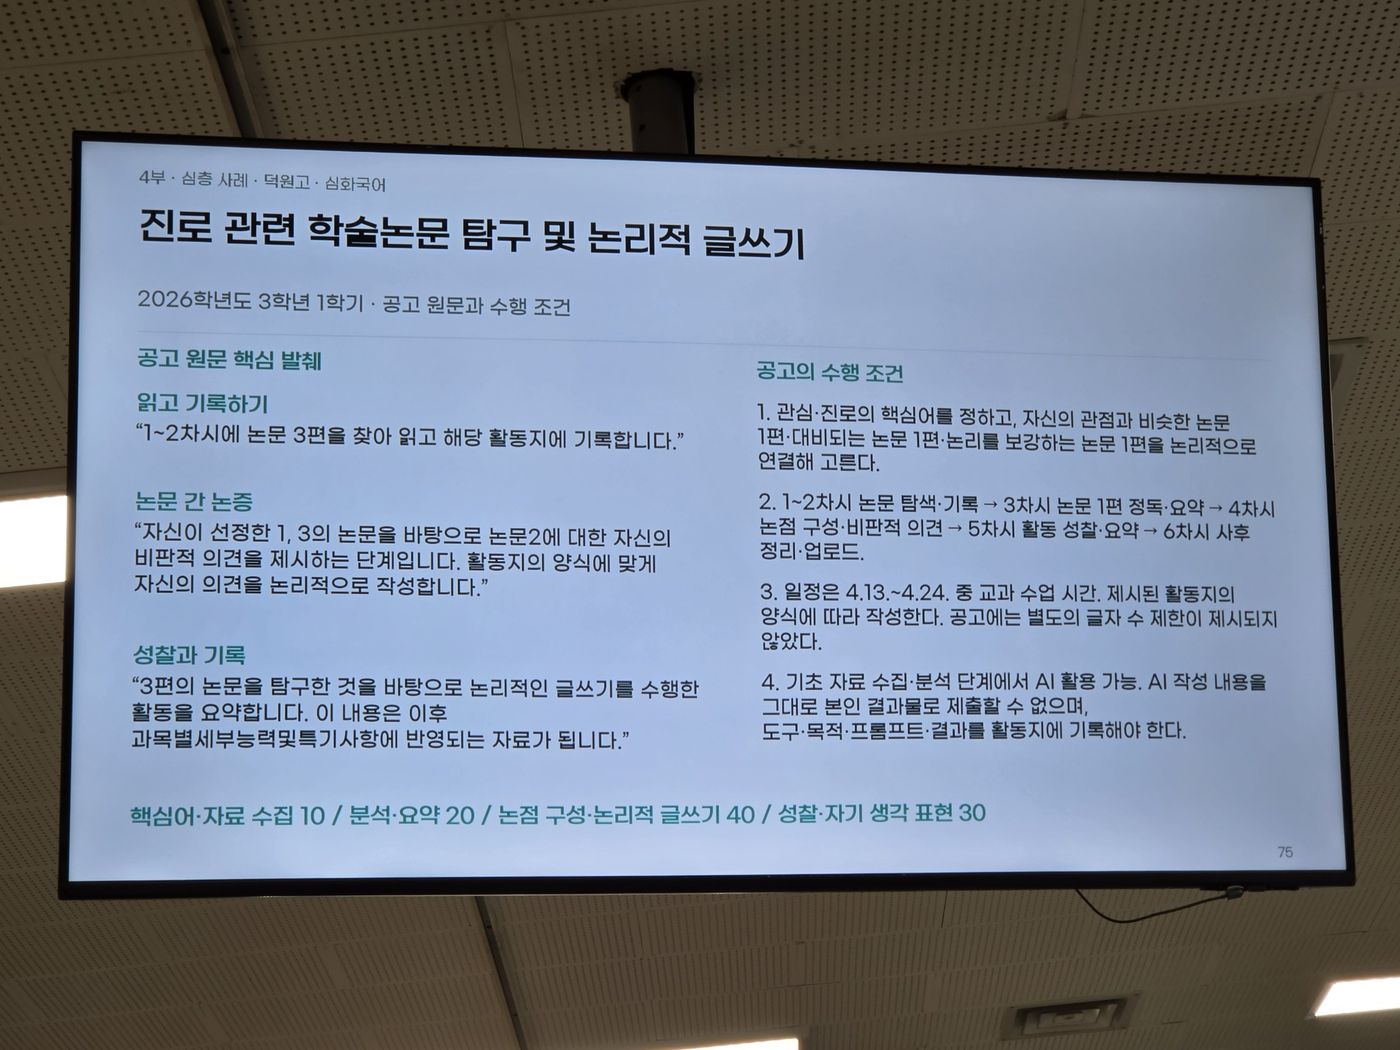 4부 · 심층 사례 · 덕원고 · 심화국어
진로 관련 학술논문 탐구 및 논리적 글쓰기
2026학년도 3학년 1학기 · 공고 원문과 수행 조건
공고 원문 핵심 발췌
읽고 기록하기
“1~2차시에 논문 3편을 찾아 읽고 해당 활동지에 기록합니다.”
논문 간 논증
“자신이 선정한 1, 3의 논문을 바탕으로 논문2에 대한 자신의
비판적 의견을 제시하는 단계입니다. 활동지의 양식에 맞게
자신의 의견을 논리적으로 작성합니다.”
성찰과 기록
“3편의 논문을 탐구한 것을 바탕으로 논리적인 글쓰기를 수행한
활동을 요약합니다. 이 내용은 이후
과목별세부능력및특기사항에 반영되는 자료가 됩니다.”
공고의 수행 조건
1. 관심·진로의 핵심어를 정하고, 자신의 관점과 비슷한 논문
1편·대비되는 논문 1편·논리를 보강하는 논문 1편을 논리적으로
연결해 고른다.
2. 1~2차시 논문 탐색·기록 → 3차시 논문 1편 정독·요약 → 4차시
논점 구성·비판적 의견 → 5차시 활동 성찰·요약 → 6차시 사후
정리·업로드.
3. 일정은 4.13.~4.24. 중 교과 수업 시간. 제시된 활동지의
양식에 따라 작성한다. 공고에는 별도의 글자 수 제한이 제시되지
않았다.
4. 기초 자료 수집·분석 단계에서 AI 활용 가능. AI 작성 내용을
그대로 본인 결과물로 제출할 수 없으며,
도구·목적·프롬프트·결과를 활동지에 기록해야 한다.
핵심어·자료 수집 10 / 분석·요약 20 / 논점 구성·논리적 글쓰기 40 / 성찰·자기 생각 표현 30
75